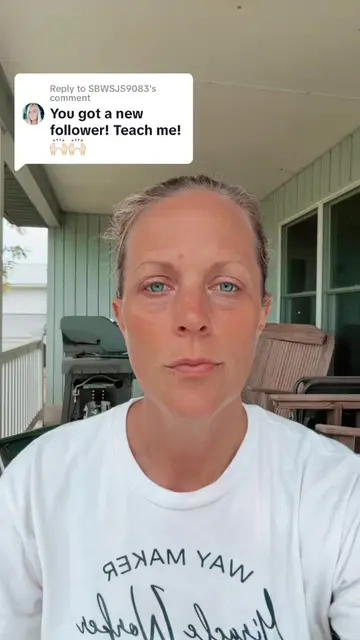 Reply to SBWSJS9083's
comment
You got a new
follower! Teach me!
🙌🏻🙌🏻
WAY MAKER
Miracle Worker